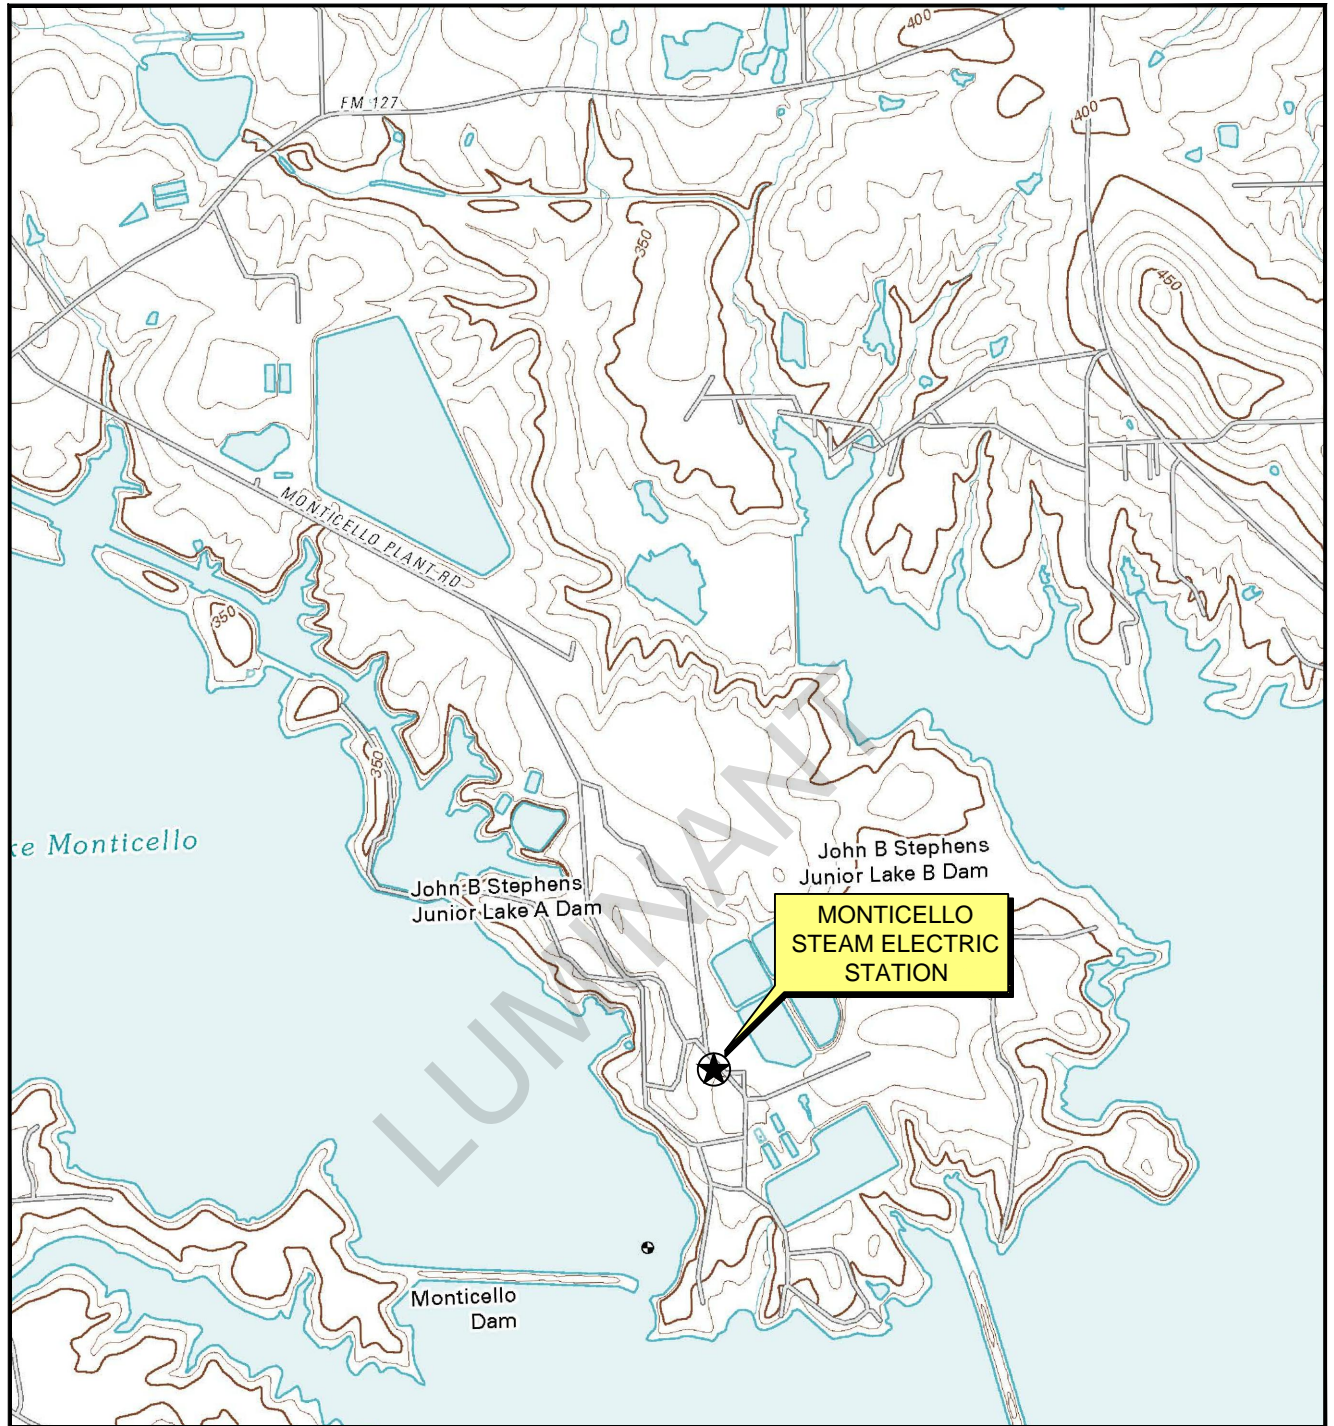 400
FM 127
400
350
450
MONTICELLO PLANT RD
350
350
ke Monticello
John B Stephens
Junior Lake B Dam
John B Stephens
Junior Lake A Dam
MONTICELLO
STEAM ELECTRIC
STATION
LUMINANT
Monticello
Dam